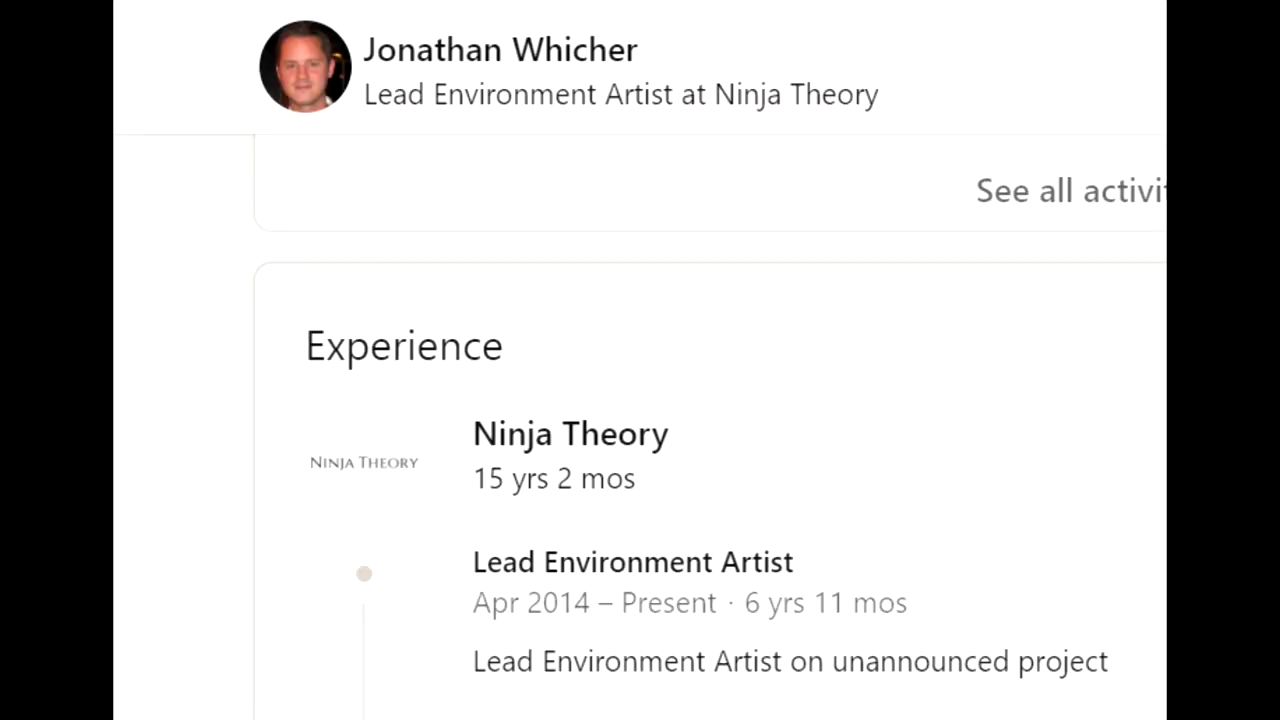 Jonathan Whicher
Lead Environment Artist at Ninja Theory
See all activit
Experience
NINJA THEORY
Ninja Theory
15 yrs 2 mos
Lead Environment Artist
Apr 2014 – Present · 6 yrs 11 mos
Lead Environment Artist on unannounced project